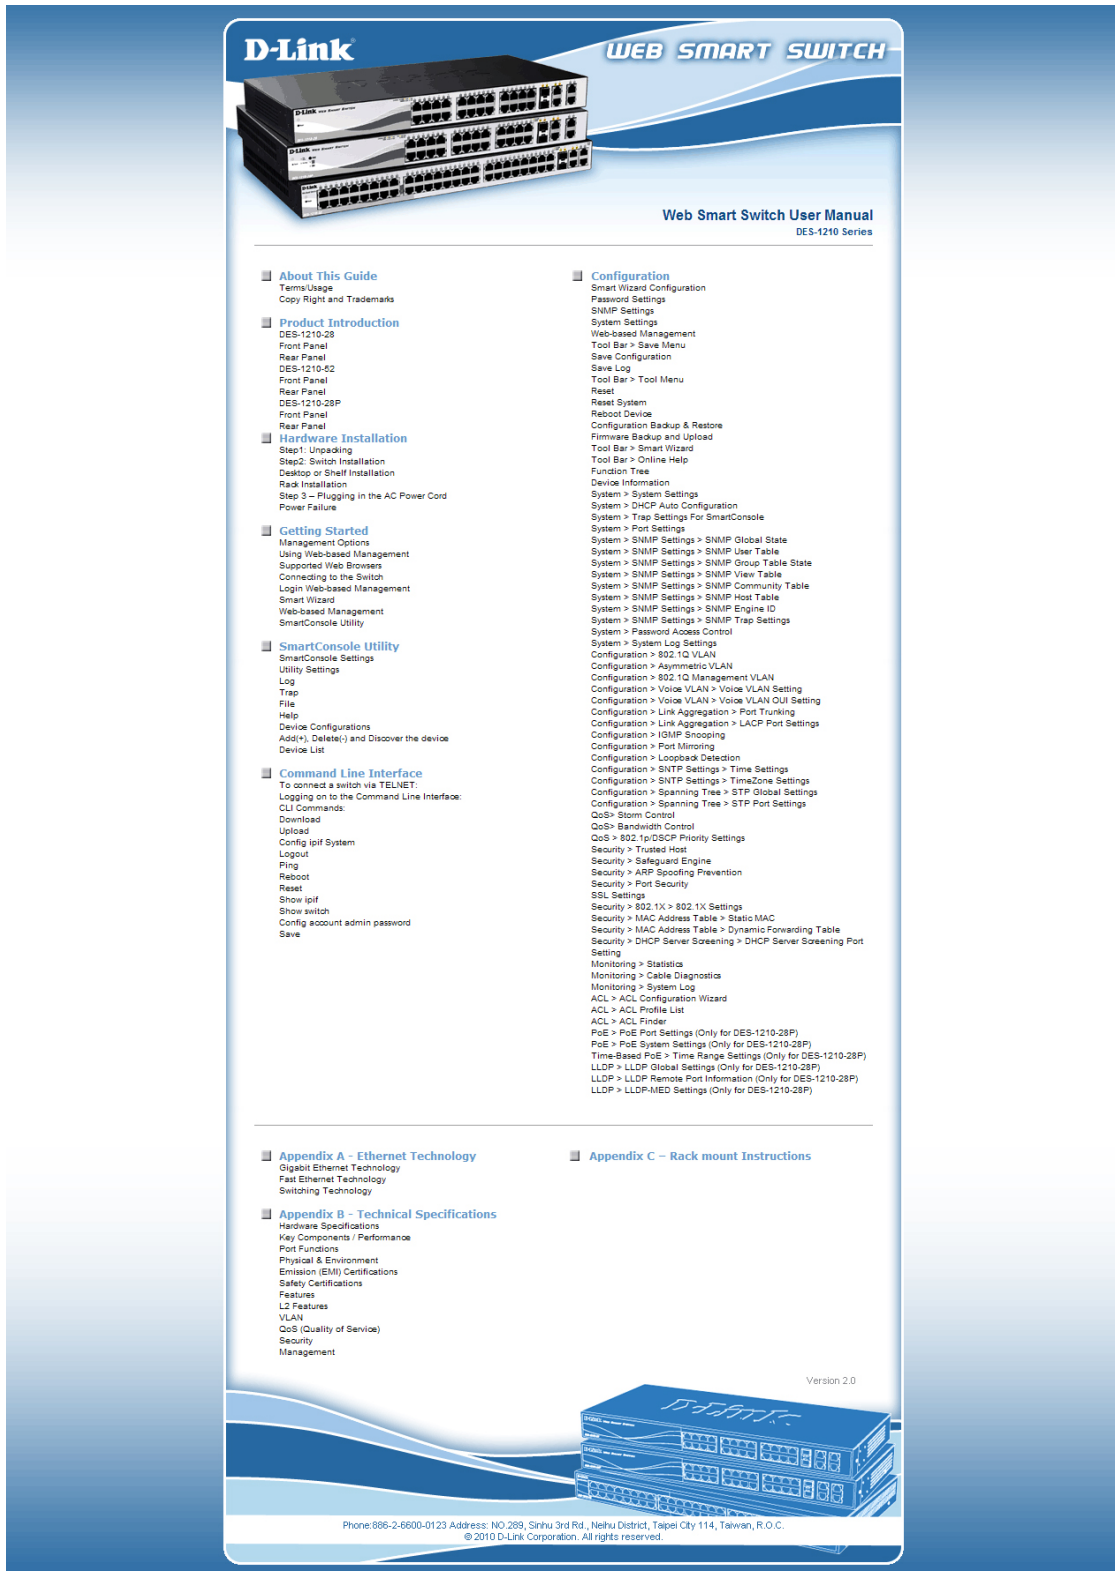 D-Link
WEB SMART SWITCH
Web Smart Switch User Manual
DES-1210 Series
About This Guide
Terms/Usage
Copy Right and Trademarks
Product Introduction
DES-1210-28
Front Panel
Rear Panel
DES-1210-52
Front Panel
Rear Panel
DES-1210-28P
Front Panel
Rear Panel
Hardware Installation
Step1: Unpacking
Step2: Switch Installation
Desktop or Shelf Installation
Rack Installation
Step 3 – Plugging in the AC Power Cord
Power Failure
Getting Started
Management Options
Using Web-based Management
Supported Web Browsers
Connecting to the Switch
Login Web-based Management
Smart Wizard
Web-based Management
SmartConsole Utility
SmartConsole Utility
SmartConsole Settings
Utility Settings
Log
Trap
File
Help
Device Configurations
Add(+), Delete(-) and Discover the device
Device List
Command Line Interface
To connect a switch via TELNET:
Logging on to the Command Line Interface:
CLI Commands:
Download
Upload
Config ipif System
Logout
Ping
Reboot
Reset
Show ipif
Show switch
Config account admin password
Save
Configuration
Smart Wizard Configuration
Password Settings
SNMP Settings
System Settings
Web-based Management
Tool Bar > Save Menu
Save Configuration
Save Log
Tool Bar > Tool Menu
Reset
Reset System
Reboot Device
Configuration Backup & Restore
Firmware Backup and Upload
Tool Bar > Smart Wizard
Tool Bar > Online Help
Function Tree
Device Information
System > System Settings
System > DHCP Auto Configuration
System > Trap Settings For SmartConsole
System > Port Settings
System > SNMP Settings > SNMP Global State
System > SNMP Settings > SNMP User Table
System > SNMP Settings > SNMP Group Table State
System > SNMP Settings > SNMP View Table
System > SNMP Settings > SNMP Community Table
System > SNMP Settings > SNMP Host Table
System > SNMP Settings > SNMP Engine ID
System > SNMP Settings > SNMP Trap Settings
System > Password Access Control
System > System Log Settings
Configuration > 802.1Q VLAN
Configuration > Asymmetric VLAN
Configuration > 802.1Q Management VLAN
Configuration > Voice VLAN > Voice VLAN Setting
Configuration > Voice VLAN > Voice VLAN OUI Setting
Configuration > Link Aggregation > Port Trunking
Configuration > Link Aggregation > LACP Port Settings
Configuration > IGMP Snooping
Configuration > Port Mirroring
Configuration > Loopback Detection
Configuration > SNTP Settings > Time Settings
Configuration > SNTP Settings > TimeZone Settings
Configuration > Spanning Tree > STP Global Settings
Configuration > Spanning Tree > STP Port Settings
QoS> Storm Control
QoS> Bandwidth Control
QoS > 802.1p/DSCP Priority Settings
Security > Trusted Host
Security > Safeguard Engine
Security > ARP Spoofing Prevention
Security > Port Security
SSL Settings
Security > 802.1X > 802.1X Settings
Security > MAC Address Table > Static MAC
Security > MAC Address Table > Dynamic Forwarding Table
Security > DHCP Server Screening > DHCP Server Screening Port
Setting
Monitoring > Statistics
Monitoring > Cable Diagnostics
Monitoring > System Log
ACL > ACL Configuration Wizard
ACL > ACL Profile List
ACL > ACL Finder
PoE > PoE Port Settings (Only for DES-1210-28P)
PoE > PoE System Settings (Only for DES-1210-28P)
Time-Based PoE > Time Range Settings (Only for DES-1210-28P)
LLDP > LLDP Global Settings (Only for DES-1210-28P)
LLDP > LLDP Remote Port Information (Only for DES-1210-28P)
LLDP > LLDP-MED Settings (Only for DES-1210-28P)
Appendix A - Ethernet Technology
Gigabit Ethernet Technology
Fast Ethernet Technology
Switching Technology
Appendix B - Technical Specifications
Hardware Specifications
Key Components / Performance
Port Functions
Physical & Environment
Emission (EMI) Certifications
Safety Certifications
Features
L2 Features
VLAN
QoS (Quality of Service)
Security
Management
Appendix C – Rack mount Instructions
Version 2.0
Phone:886-2-6600-0123 Address: NO.289, Sinhu 3rd Rd., Neihu District, Taipei City 114, Taiwan, R.O.C.
© 2010 D-Link Corporation. All rights reserved.